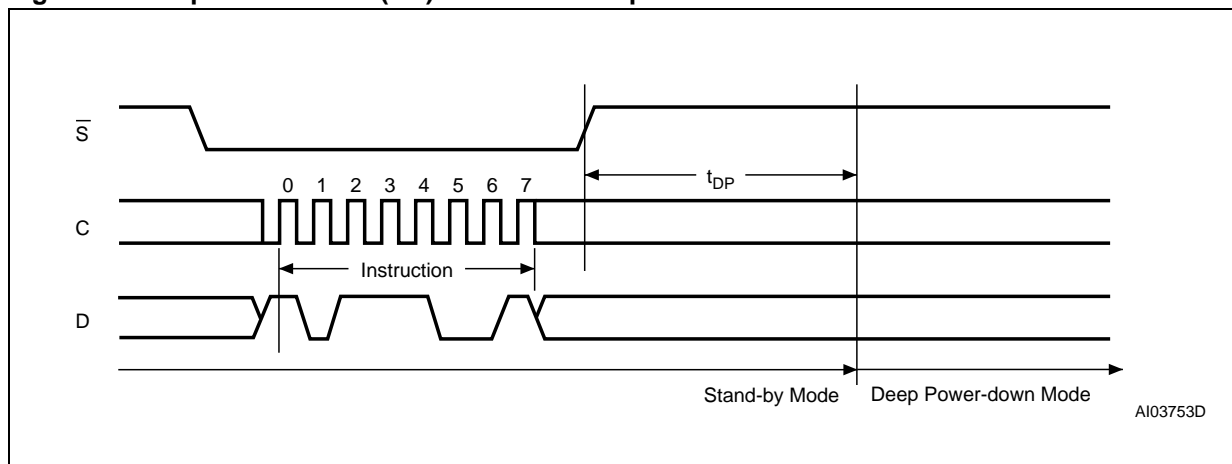 S̅
0 1 2 3 4 5 6 7
t_DP
C
Instruction
D
Stand-by Mode Deep Power-down Mode
AI03753D